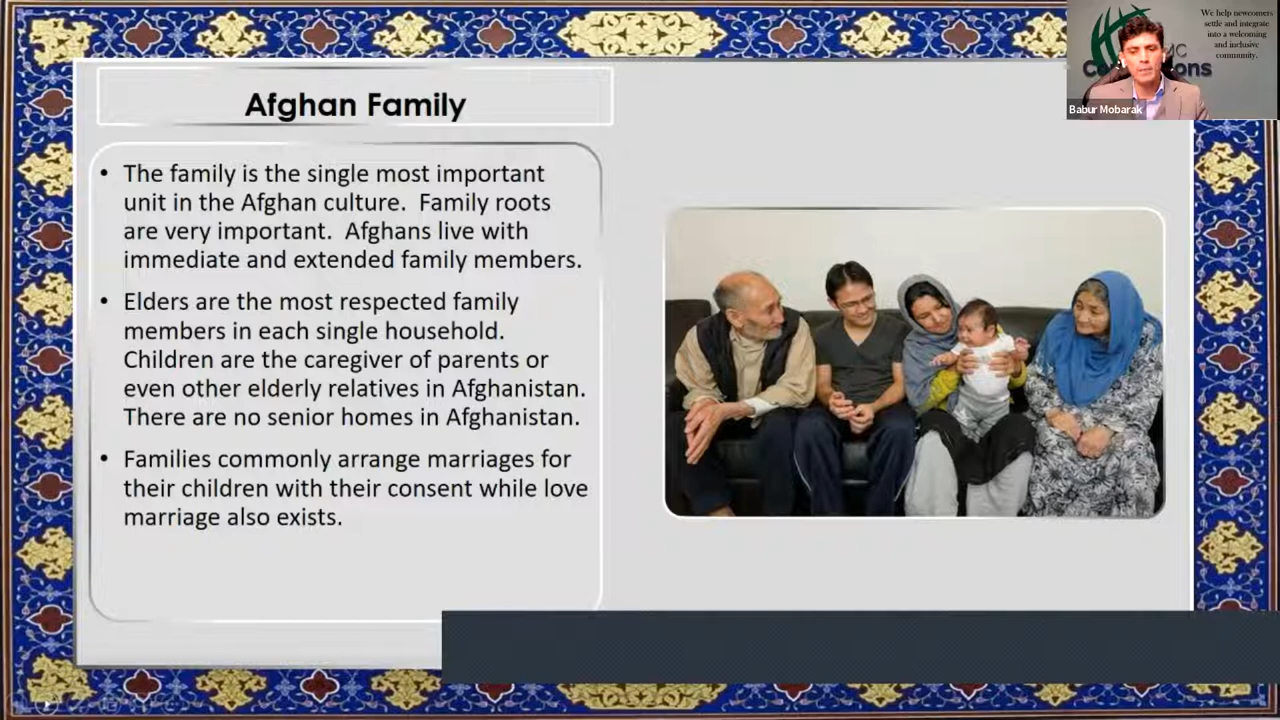 We help newcomers
settle and integrate
into a welcoming
and inclusive
community.
Babur Mobarak
Afghan Family
• The family is the single most important
unit in the Afghan culture. Family roots
are very important. Afghans live with
immediate and extended family members.
• Elders are the most respected family
members in each single household.
Children are the caregiver of parents or
even other elderly relatives in Afghanistan.
There are no senior homes in Afghanistan.
• Families commonly arrange marriages for
their children with their consent while love
marriage also exists.